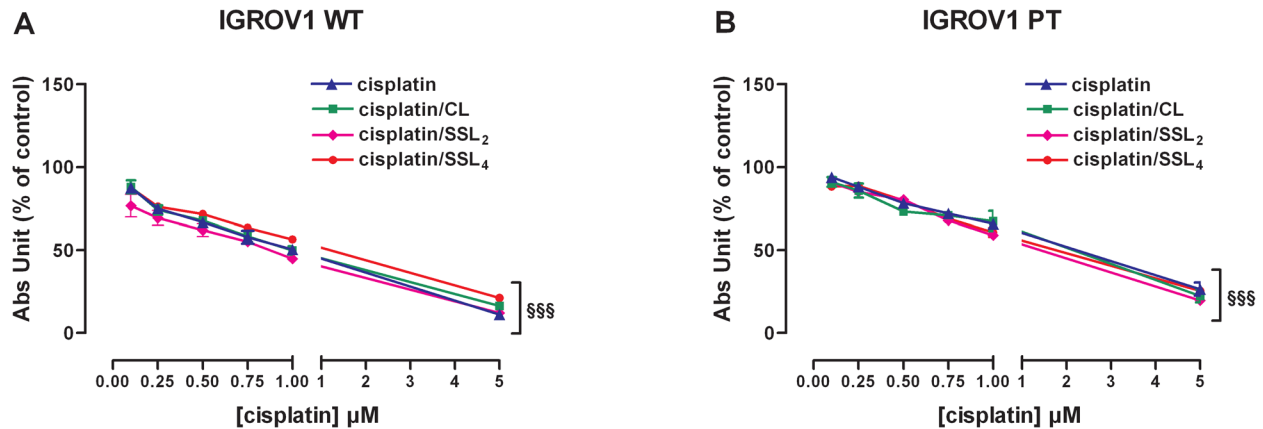 A
IGROV1 WT
Abs Unit (% of control)
150
100
50
0
cisplatin
cisplatin/CL
cisplatin/SSL2
cisplatin/SSL4
§§§
0.00 0.25 0.50 0.75 1.00 1 2 3 4 5
[cisplatin] µM
B
IGROV1 PT
Abs Unit (% of control)
150
100
50
0
cisplatin
cisplatin/CL
cisplatin/SSL2
cisplatin/SSL4
§§§
0.00 0.25 0.50 0.75 1.00 1 2 3 4 5
[cisplatin] µM